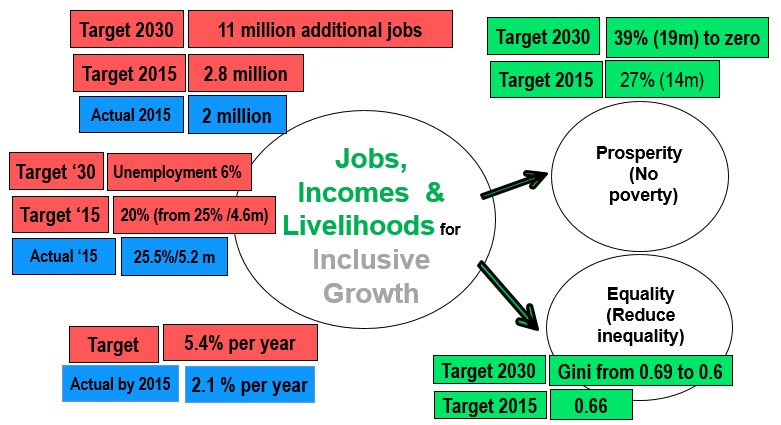 Target 2030 11 million additional jobs
Target 2015 2.8 million
Actual 2015 2 million
Target 2030 39% (19m) to zero
Target 2015 27% (14m)
Target ‘30 Unemployment 6%
Target ‘15 20% (from 25% /4.6m)
Actual ‘15 25.5%/5.2 m
Jobs,
Incomes &
Livelihoods for
Inclusive
Growth
Prosperity
(No
poverty)
Equality
(Reduce
inequality)
Target 5.4% per year
Actual by 2015 2.1 % per year
Target 2030 Gini from 0.69 to 0.6
Target 2015 0.66